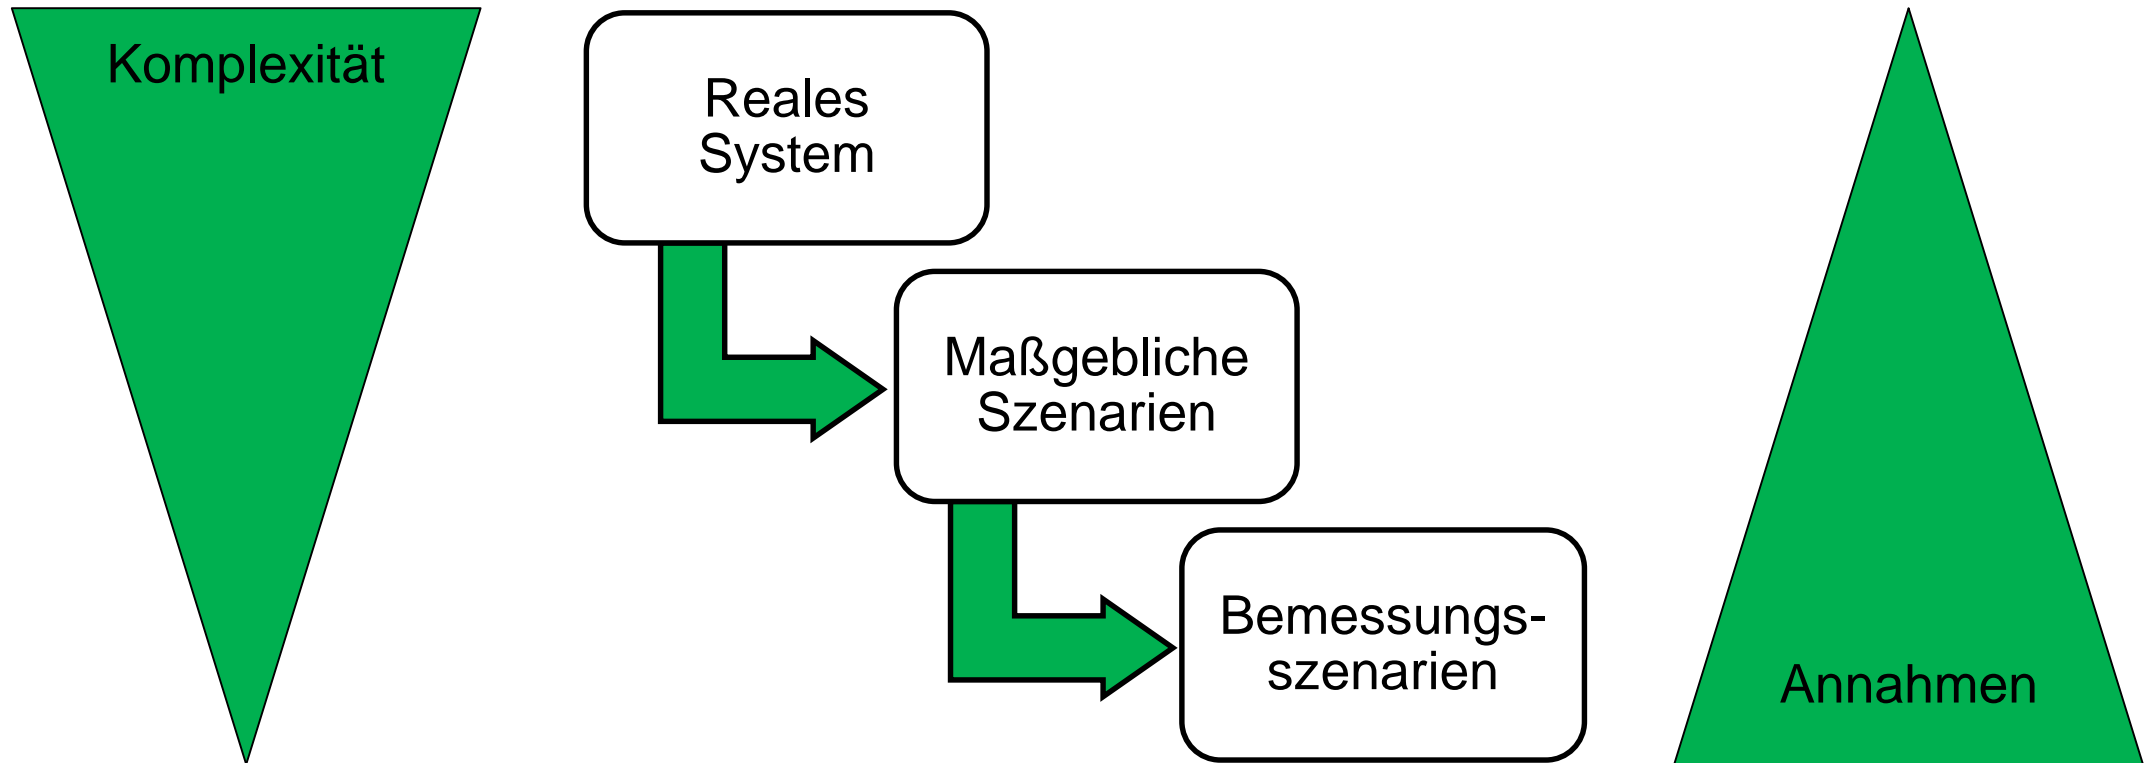 Komplexität
Reales
System
Maßgebliche
Szenarien
Bemessungs-
szenarien
Annahmen